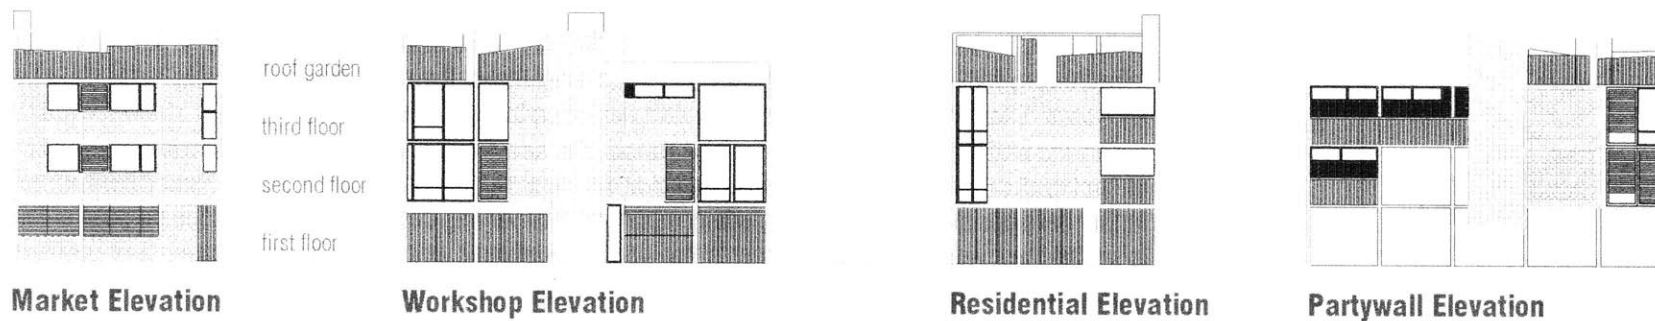 roof garden
third floor
second floor
first floor
Market Elevation
Workshop Elevation
Residential Elevation
Partywall Elevation